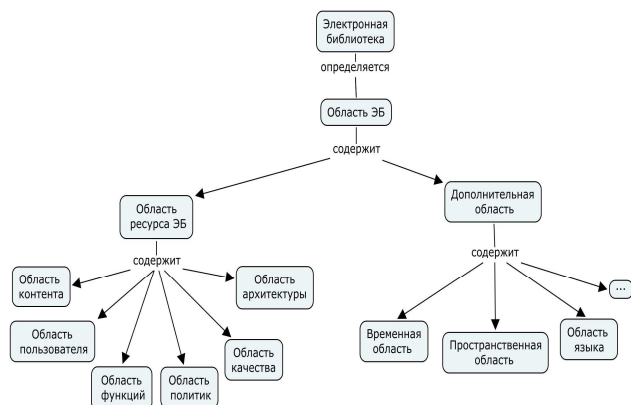 Электронная
библиотека
определяется
Область ЭБ
содержит
Область
ресурса ЭБ
Дополнительная
область
содержит
содержит
Область
контента
Область
архитектуры
...
Область
пользователя
Область
функций
Область
политик
Область
качества
Временная
область
Пространственная
область
Область
языка